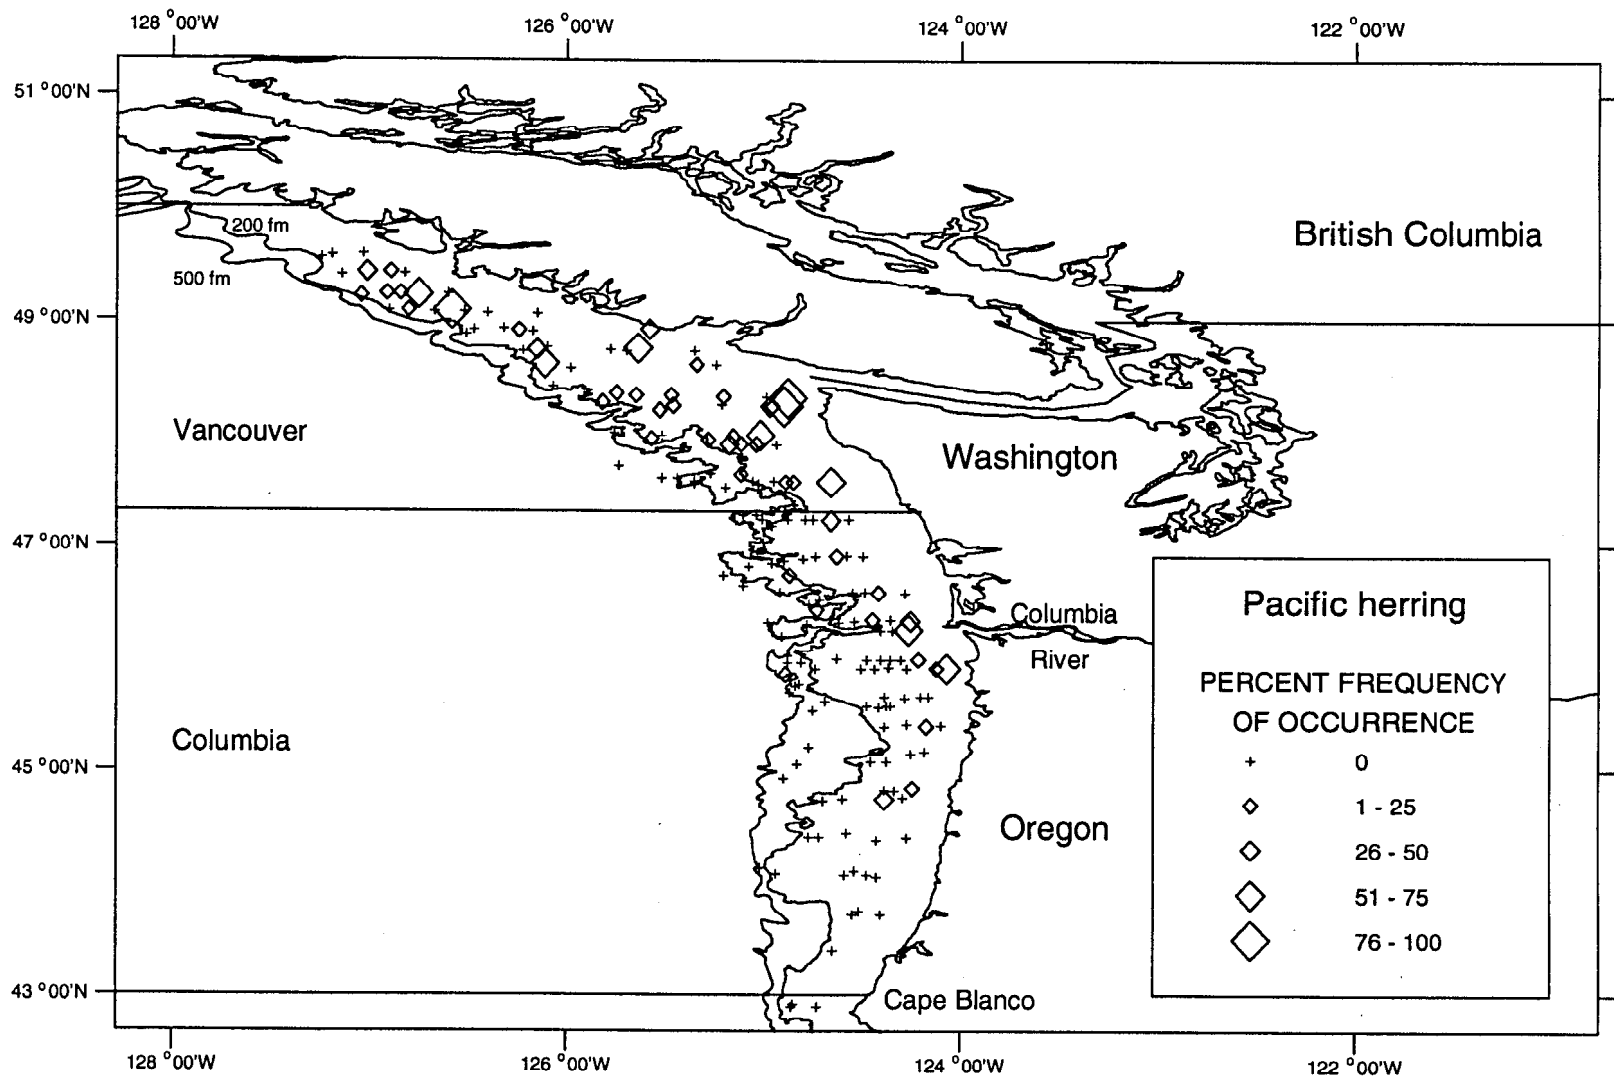 128 °00'W 126 °00'W 124 °00'W 122 °00'W
51 °00'N
British Columbia
200 fm
500 fm
49 °00'N
Vancouver
Washington
47 °00'N
Pacific herring
Columbia
River
PERCENT FREQUENCY
OF OCCURRENCE
Columbia
0
45 °00'N
1 - 25
Oregon
26 - 50
51 - 75
76 - 100
43 °00'N
Cape Blanco
128 °00'W 126 °00'W 124 °00'W 122 °00'W